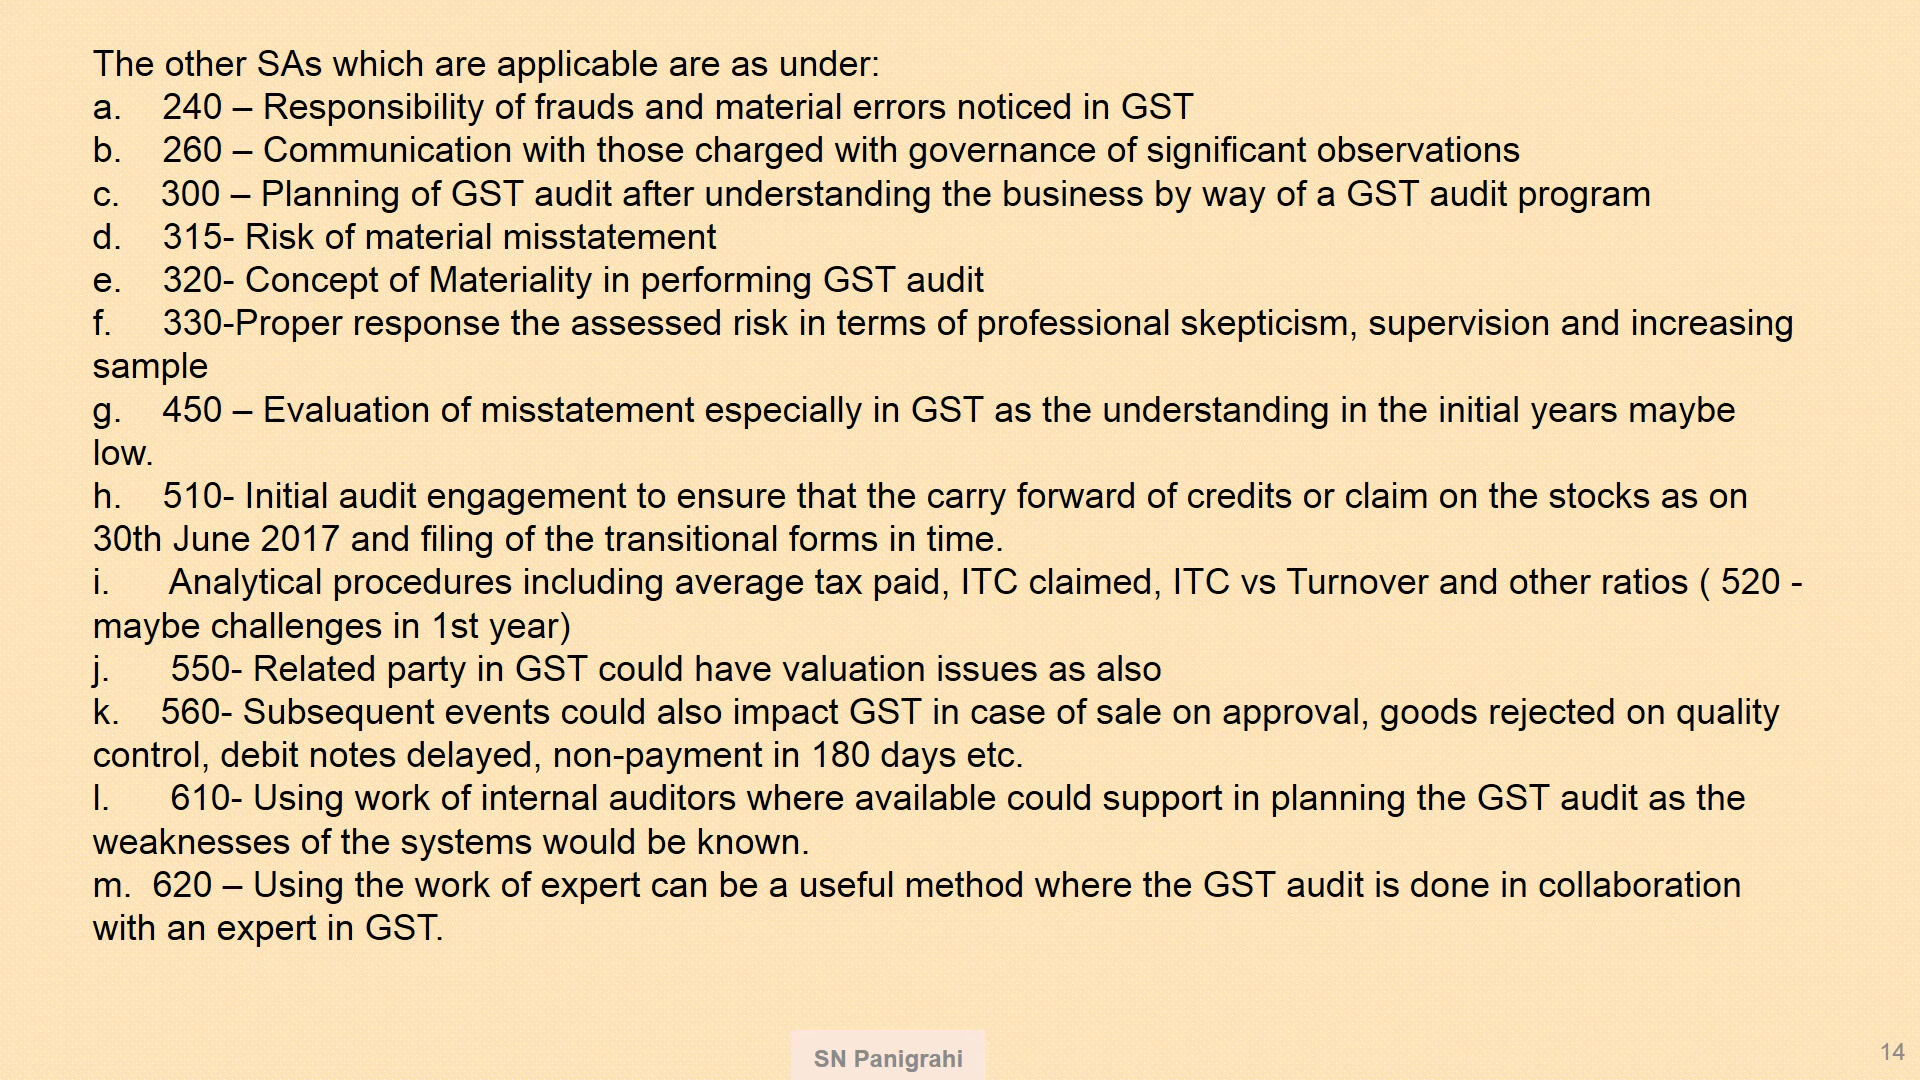 The other SAs which are applicable are as under:
a. 240 – Responsibility of frauds and material errors noticed in GST
b. 260 – Communication with those charged with governance of significant observations
c. 300 – Planning of GST audit after understanding the business by way of a GST audit program
d. 315- Risk of material misstatement
e. 320- Concept of Materiality in performing GST audit
f. 330-Proper response the assessed risk in terms of professional skepticism, supervision and increasing
sample
g. 450 – Evaluation of misstatement especially in GST as the understanding in the initial years maybe
low.
h. 510- Initial audit engagement to ensure that the carry forward of credits or claim on the stocks as on
30th June 2017 and filing of the transitional forms in time.
i. Analytical procedures including average tax paid, ITC claimed, ITC vs Turnover and other ratios ( 520 -
maybe challenges in 1st year)
j. 550- Related party in GST could have valuation issues as also
k. 560- Subsequent events could also impact GST in case of sale on approval, goods rejected on quality
control, debit notes delayed, non-payment in 180 days etc.
l. 610- Using work of internal auditors where available could support in planning the GST audit as the
weaknesses of the systems would be known.
m. 620 – Using the work of expert can be a useful method where the GST audit is done in collaboration
with an expert in GST.
SN Panigrahi
14